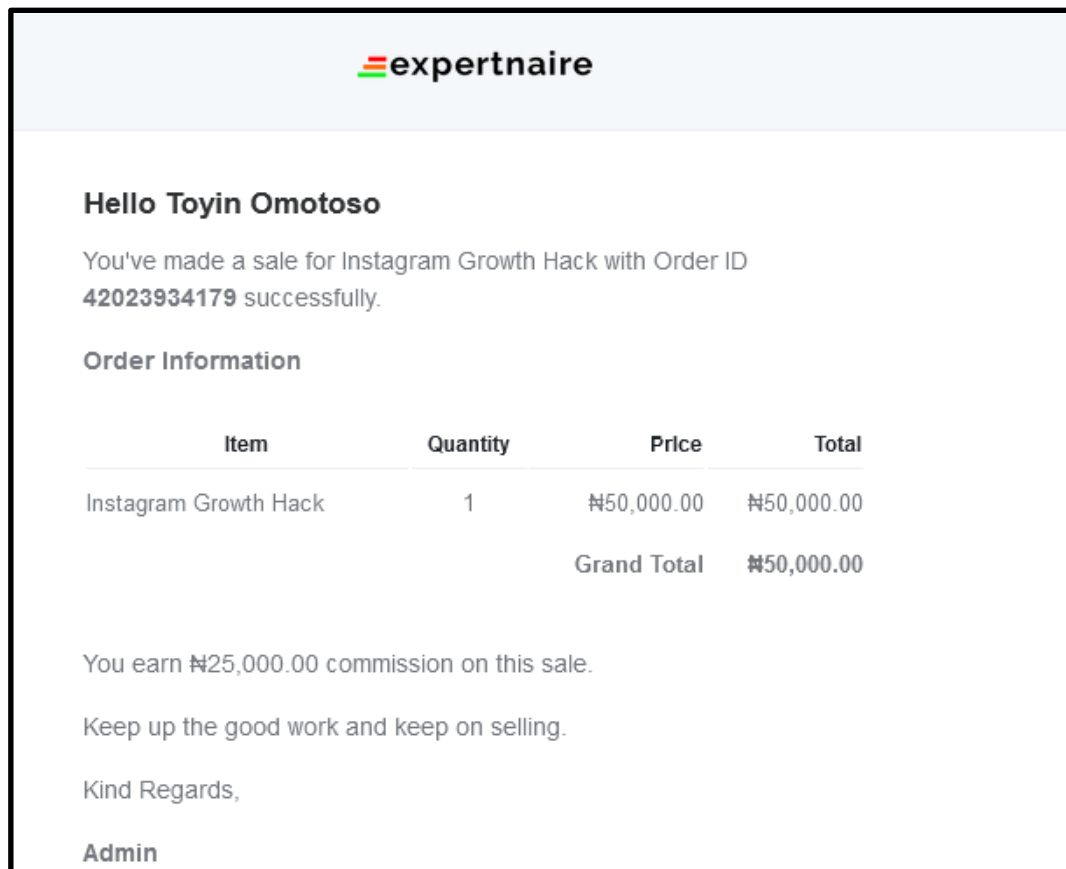 expertnaire
Hello Toyin Omotoso
You've made a sale for Instagram Growth Hack with Order ID
42023934179 successfully.
Order Information
Item Quantity Price Total
Instagram Growth Hack 1 ₦50,000.00 ₦50,000.00
Grand Total ₦50,000.00
You earn ₦25,000.00 commission on this sale.
Keep up the good work and keep on selling.
Kind Regards,
Admin